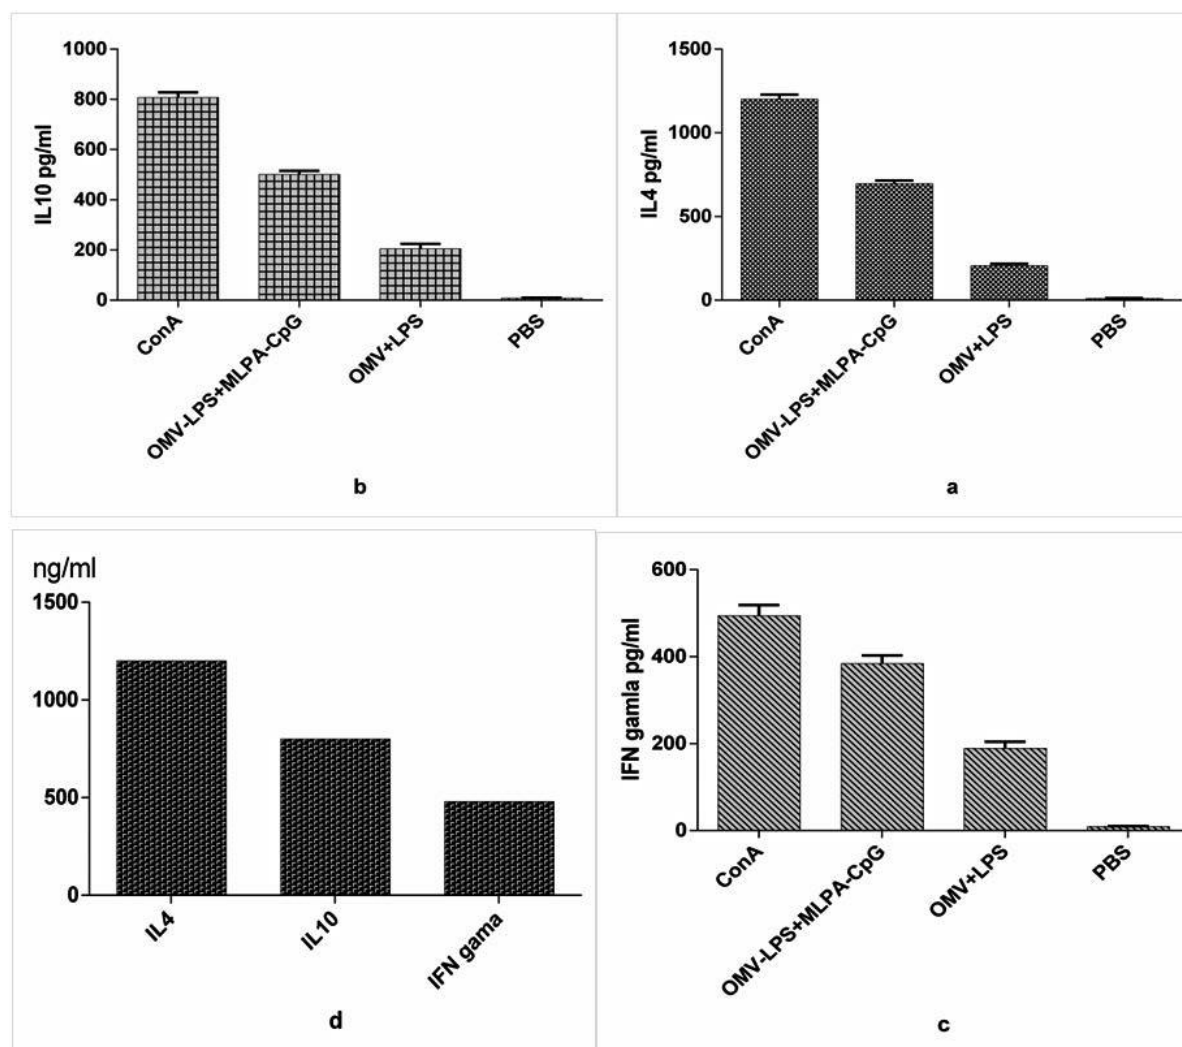 1000
800
600
400
200
0
IL10 pg/ml
ConA
OMV-LPS+MLPA-CpG
OMV+LPS
PBS
b
1500
1000
500
0
IL4 pg/ml
ConA
OMV-LPS+MLPA-CpG
OMV+LPS
PBS
a
ng/ml
1500
1000
500
0
IL4
IL10
IFN gama
d
600
400
200
0
IFN gamla pg/ml
ConA
OMV-LPS+MLPA-CpG
OMV+LPS
PBS
c